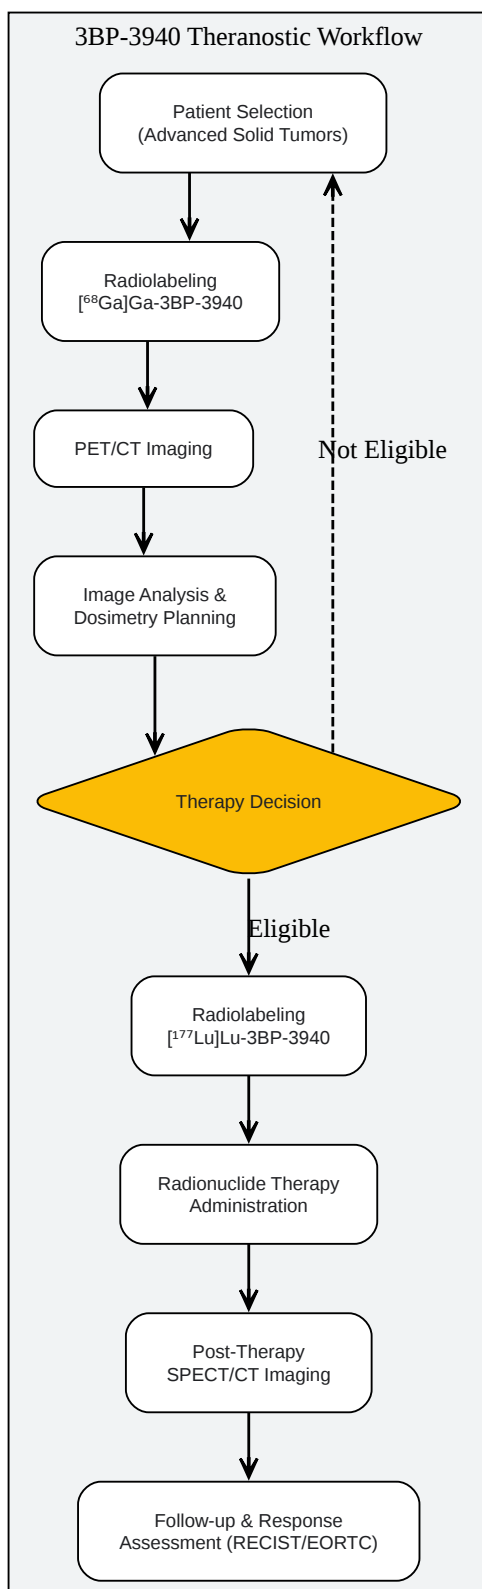 3BP-3940 Theranostic Workflow
Patient Selection
(Advanced Solid Tumors)
Radiolabeling
[⁶⁸Ga]Ga-3BP-3940
PET/CT Imaging
Not Eligible
Image Analysis &
Dosimetry Planning
Therapy Decision
Eligible
Radiolabeling
[¹⁷⁷Lu]Lu-3BP-3940
Radionuclide Therapy
Administration
Post-Therapy
SPECT/CT Imaging
Follow-up & Response
Assessment (RECIST/EORTC)